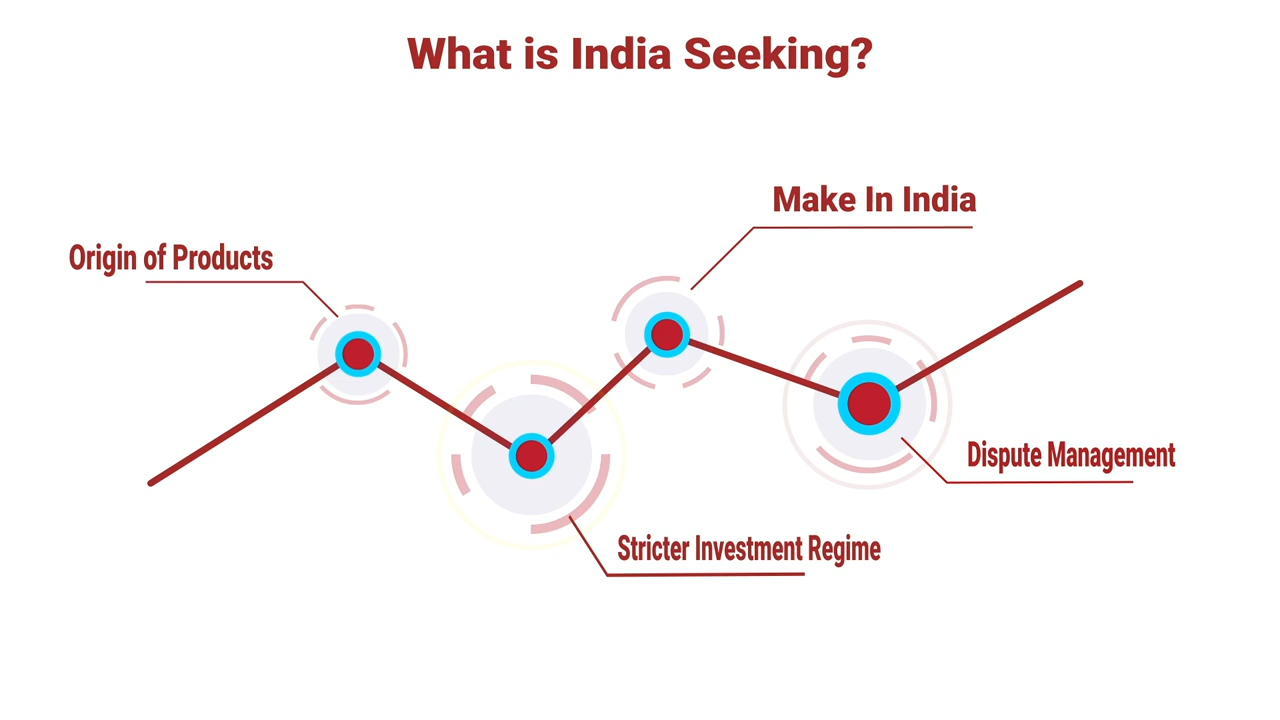 What is India Seeking?
Make In India
Origin of Products
Dispute Management
Stricter Investment Regime